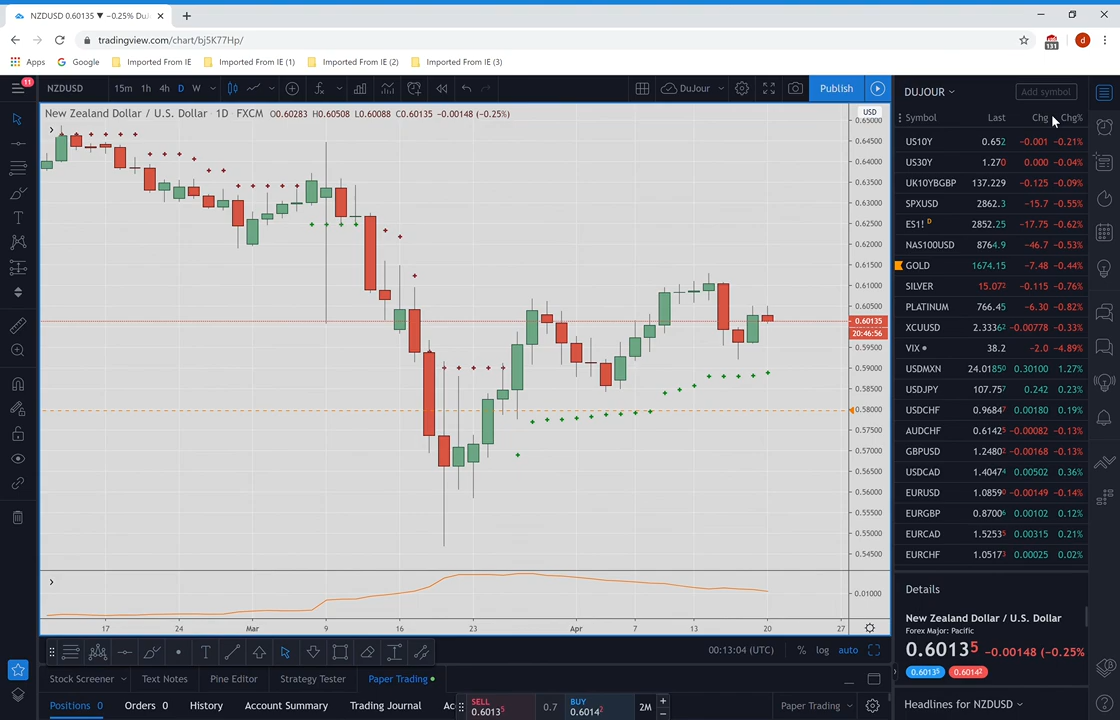 NZDUSD 0.60135 ▼ −0.25% DuJ
tradingview.com/chart/bj5K77Hp/
131
d
Apps Google Imported From IE Imported From IE (1) Imported From IE (2) Imported From IE (3)
11
NZDUSD 15m 1h 4h D W DuJour Publish
New Zealand Dollar / U.S. Dollar · 1D · FXCM O0.60283 H0.60508 L0.60088 C0.60135 −0.00148 (−0.25%)
USD
0.65000
0.64500
0.64000
0.63500
0.63000
0.62500
0.62000
0.61500
0.61000
0.60500
0.60135
20:46:56
0.59500
0.59000
0.58500
0.58000
0.57500
0.57000
0.56500
0.56000
0.55500
0.55000
0.54500
0.01000
17 24 Mar 9 16 23 Apr 7 13 20 27
00:13:04 (UTC) % log auto
Stock Screener Text Notes Pine Editor Strategy Tester Paper Trading
Positions 0 Orders 0 History Account Summary Trading Journal Ac
SELL
0.6013⁵
0.7
BUY
0.6014²
2M
Paper Trading
DUJOUR Add symbol
Symbol Last Chg Chg%
US10Y 0.652 −0.001 −0.21%
US30Y 1.270 0.000 −0.04%
UK10YBGBP 137.229 −0.125 −0.09%
SPXUSD 2862.3 −15.7 −0.55%
ES1! D 2852.25 −17.75 −0.62%
NAS100USD 8764.9 −46.7 −0.53%
GOLD 1674.15 −7.48 −0.44%
SILVER 15.07² −0.115 −0.76%
PLATINUM 766.45 −6.30 −0.82%
XCUUSD 2.3336² −0.00778 −0.33%
VIX 38.2 −2.0 −4.89%
USDMXN 24.0185⁰ 0.30100 1.27%
USDJPY 107.75⁷ 0.242 0.23%
USDCHF 0.9684⁷ 0.00180 0.19%
AUDCHF 0.6142⁵ −0.00082 −0.13%
GBPUSD 1.2480² −0.00168 −0.13%
USDCAD 1.4047⁴ 0.00502 0.36%
EURUSD 1.0859⁰ −0.00149 −0.14%
EURGBP 0.8700⁶ 0.00102 0.12%
EURCAD 1.5253⁵ 0.00315 0.21%
EURCHF 1.0517³ 0.00025 0.02%
Details
New Zealand Dollar / U.S. Dollar
Forex Major: Pacific
0.6013⁵ −0.00148 (−0.25%
0.6013⁵ 0.6014²
Headlines for NZDUSD